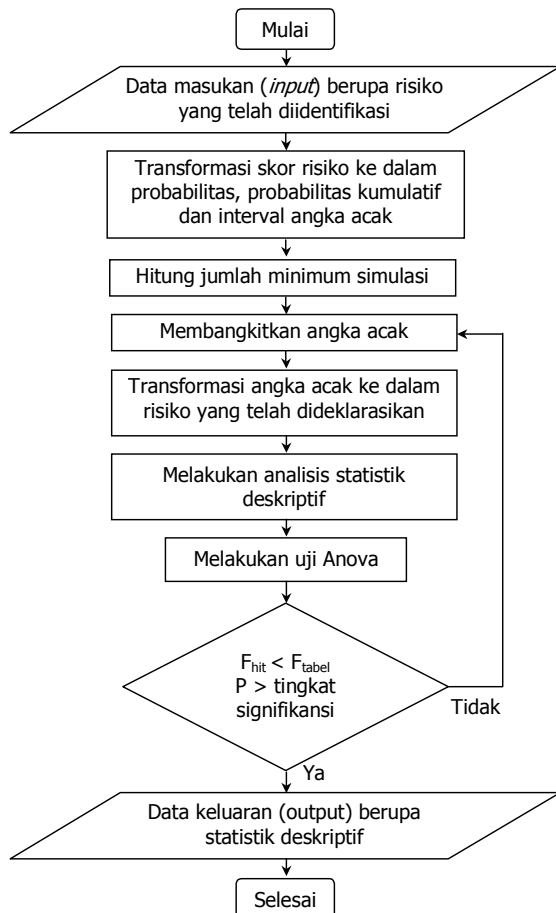 Mulai
Data masukan (input) berupa risiko
yang telah diidentifikasi
Transformasi skor risiko ke dalam
probabilitas, probabilitas kumulatif
dan interval angka acak
Hitung jumlah minimum simulasi
Membangkitkan angka acak
Transformasi angka acak ke dalam
risiko yang telah dideklarasikan
Melakukan analisis statistik
deskriptif
Melakukan uji Anova
Fhit < Ftabel
P > tingkat
signifikansi
Tidak
Ya
Data keluaran (output) berupa
statistik deskriptif
Selesai